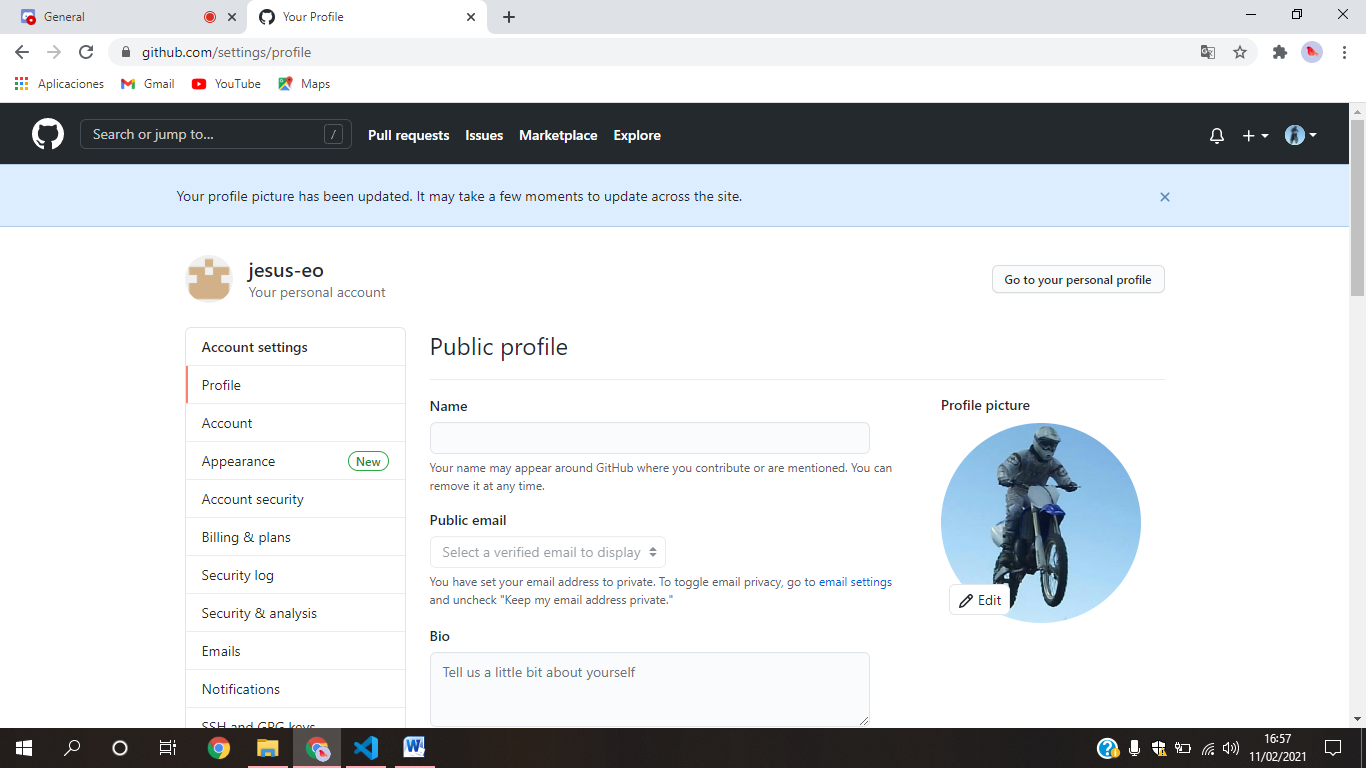 General
Your Profile
github.com/settings/profile
Aplicaciones
Gmail
YouTube
Maps
Search or jump to...
/
Pull requests
Issues
Marketplace
Explore
Your profile picture has been updated. It may take a few moments to update across the site.
jesus-eo
Your personal account
Go to your personal profile
Account settings
Profile
Account
Appearance
New
Account security
Billing & plans
Security log
Security & analysis
Emails
Notifications
SSH and GPG keys
Public profile
Name
Your name may appear around GitHub where you contribute or are mentioned. You can
remove it at any time.
Public email
Select a verified email to display
You have set your email address to private. To toggle email privacy, go to email settings
and uncheck "Keep my email address private."
Bio
Tell us a little bit about yourself
Profile picture
Edit
16:57
11/02/2021